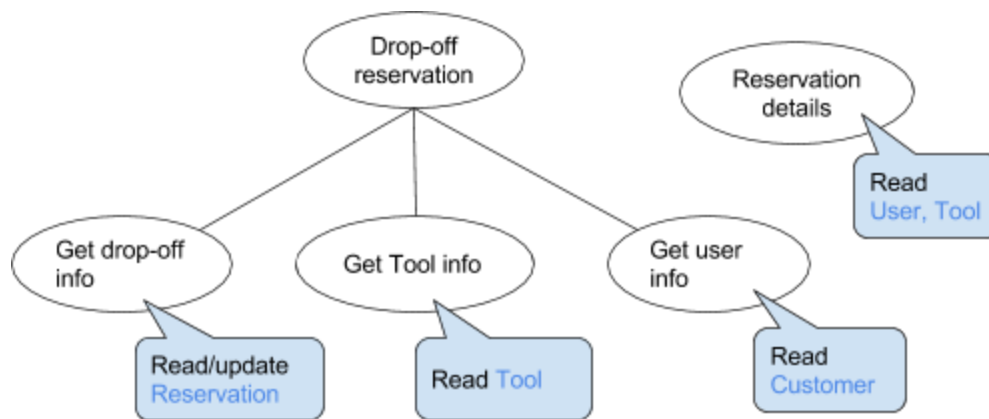 Drop-off
reservation
Reservation
details
Read
User, Tool
Get drop-off
info
Get Tool info
Get user
info
Read/update
Reservation
Read Tool
Read
Customer